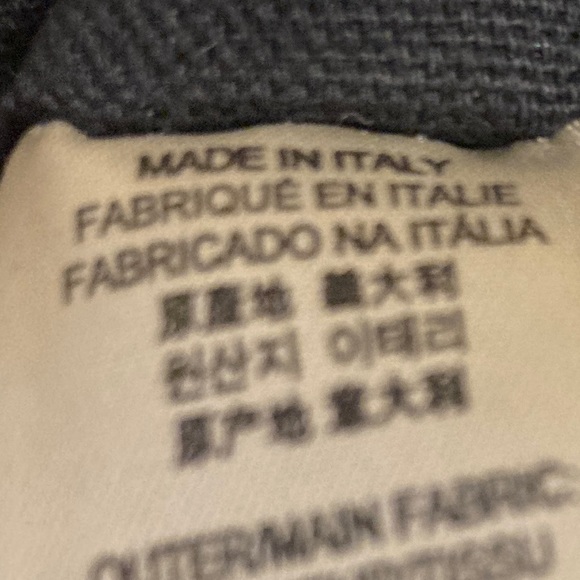 MADE IN ITALY
FABRIQUÉ EN ITALIE
FABRICADO NA ITÁLIA
原產地 義大利
원산지 이태리
原产地 意大利
OUTER/MAIN FABRIC: